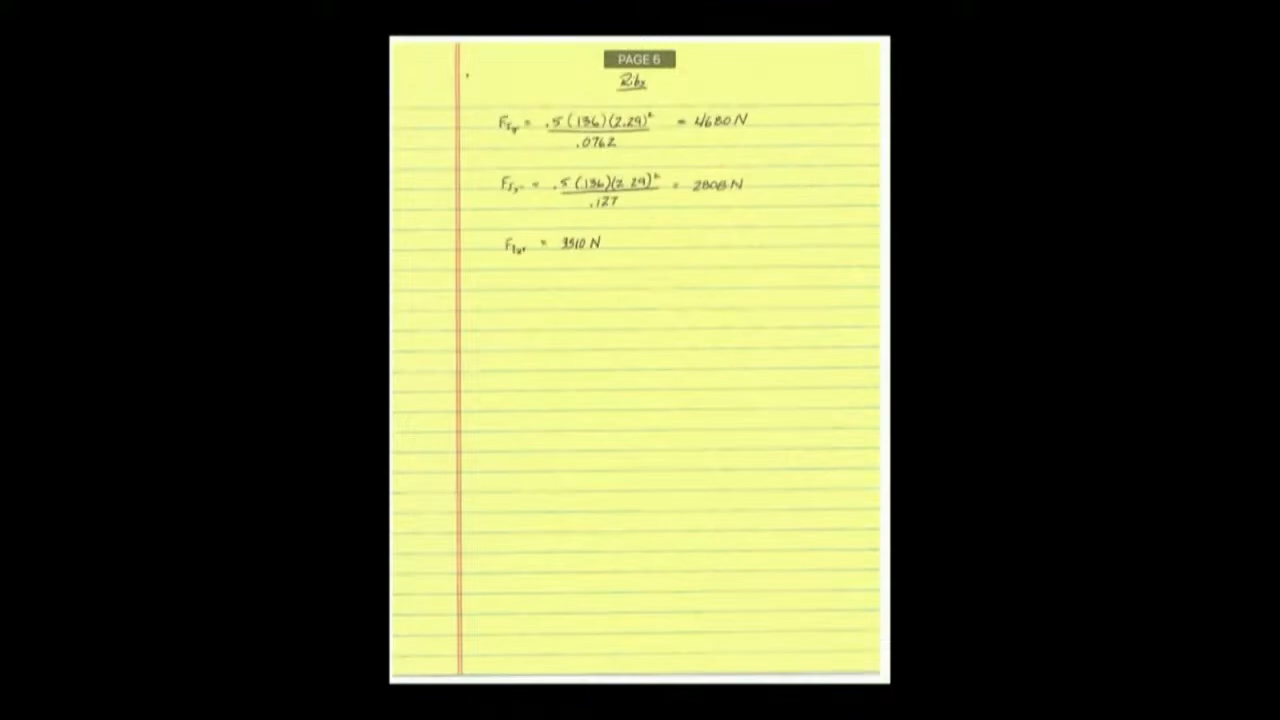 PAGE 6
Ribs
= .5 (136)(2.29)² / .0762 = 4680 N
= .5 (.136)(2.29)² / .127 = 2808 N
= 3510 N